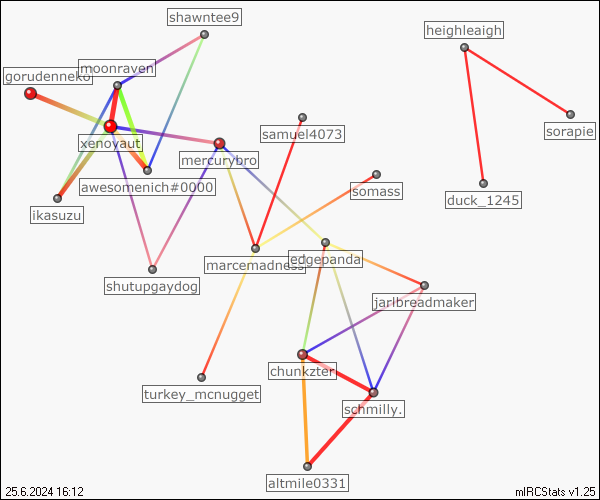 shawntee9
heighleaigh
moonraven
gorudenneko
sorapie
samuel4073
xenoyaut
mercurybro
awesomenich#0000
somass
duck_1245
ikasuzu
marcemadness
edgepanda
shutupgaydog
jarlbreadmaker
chunkzter
turkey_mcnugget
schmilly.
altmile0331
25.6.2024 16:12
mIRCStats v1.25